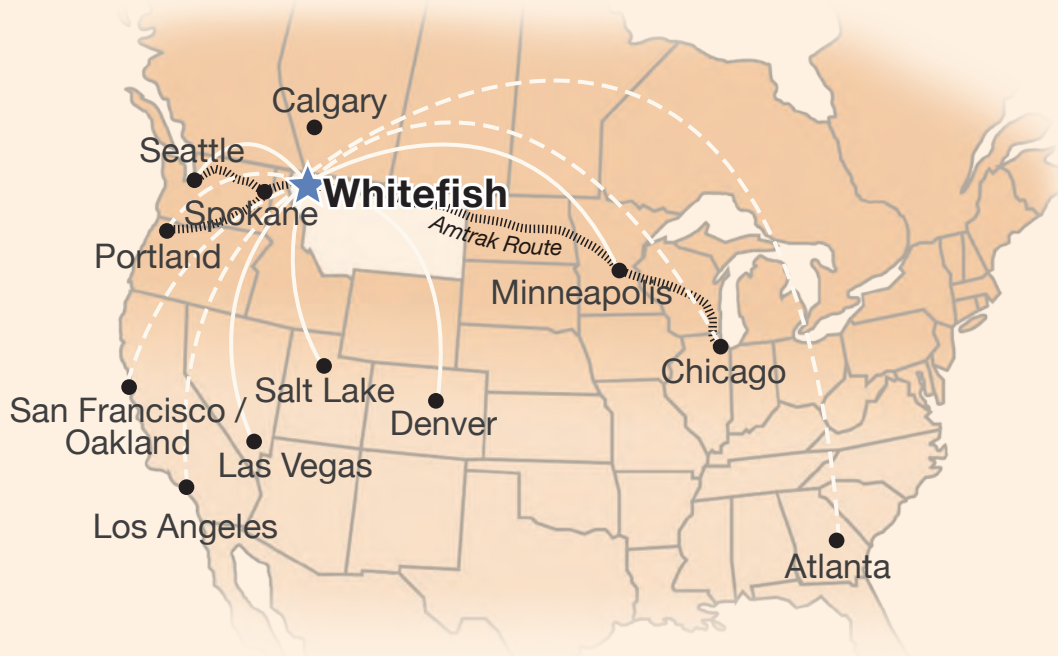 Calgary
Seattle
Whitefish
Spokane
Amtrak Route
Portland
Minneapolis
Chicago
Salt Lake
San Francisco /
Oakland
Denver
Las Vegas
Los Angeles
Atlanta